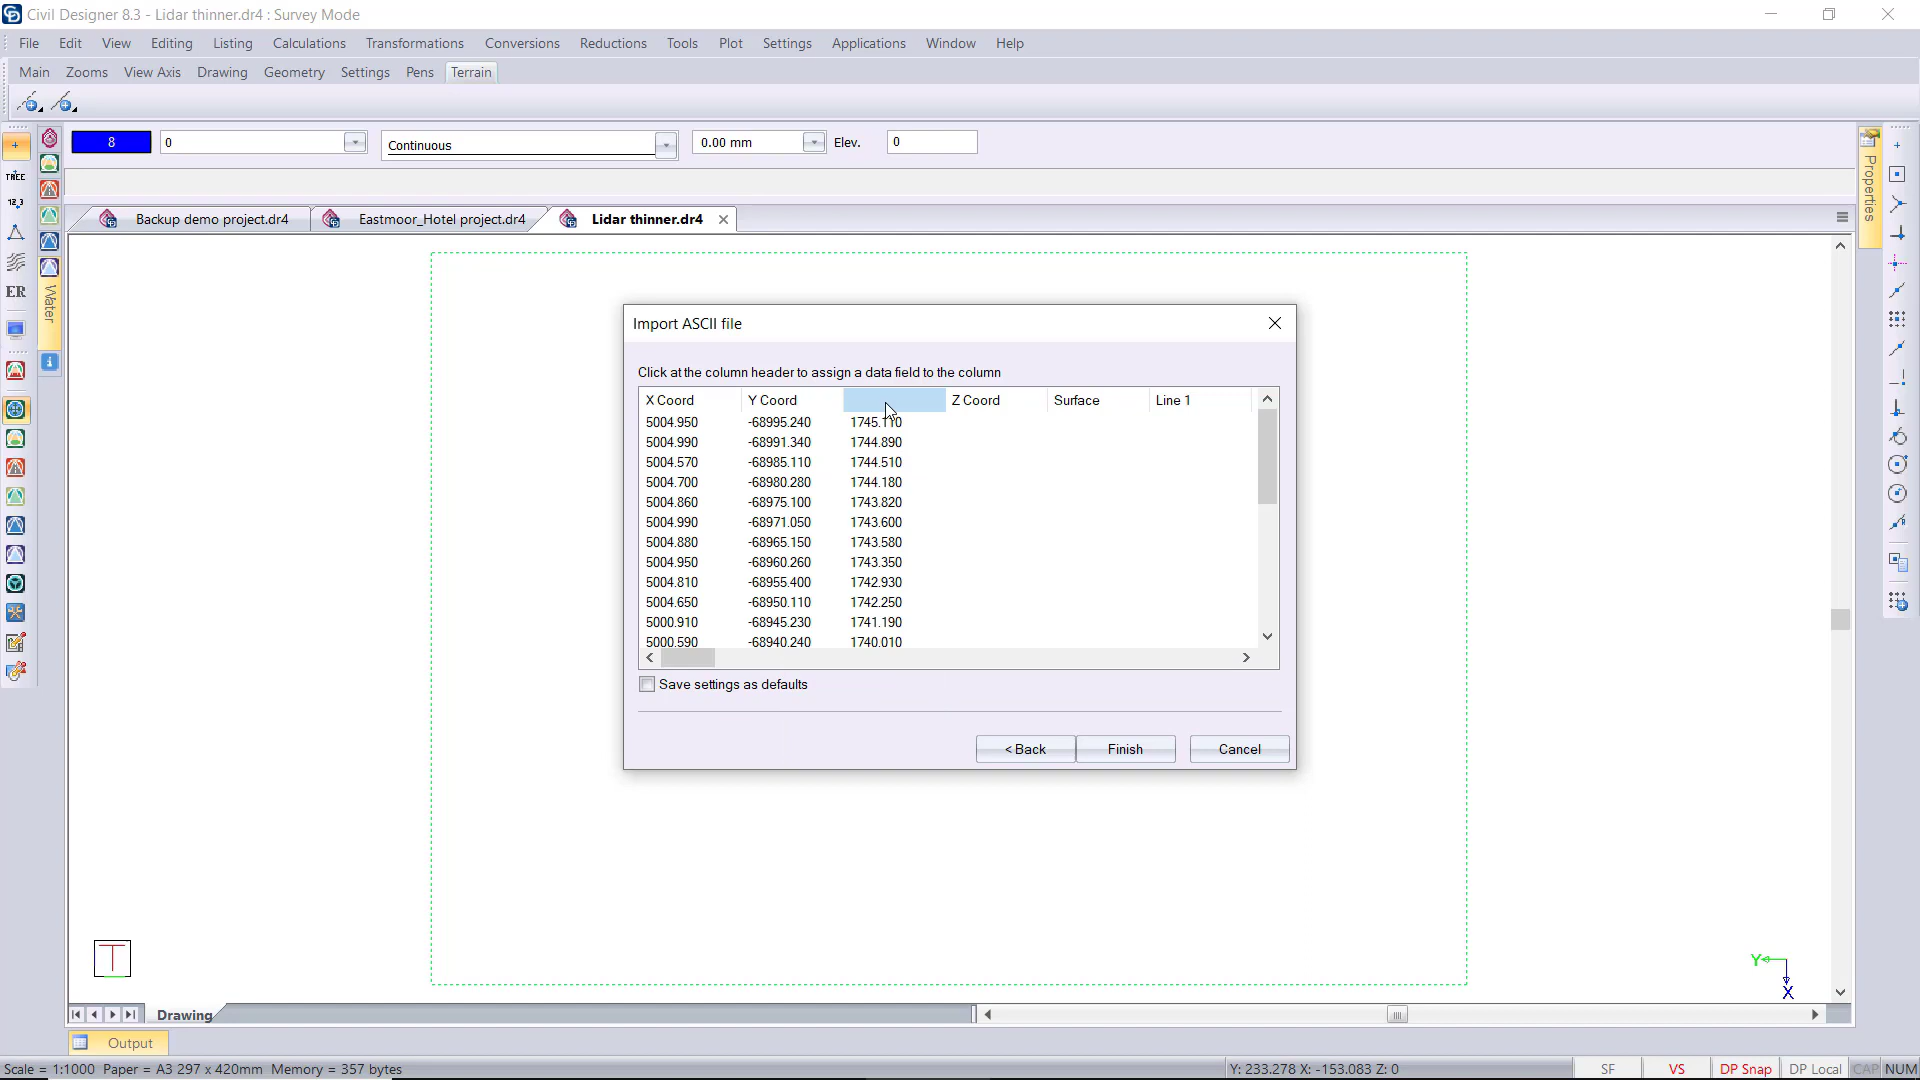 Civil Designer 8.3 - Lidar thinner.dr4 : Survey Mode
File Edit View Editing Listing Calculations Transformations Conversions Reductions Tools Plot Settings Applications Window Help
Main Zooms View Axis Drawing Geometry Settings Pens Terrain
8 0 Continuous 0.00 mm Elev. 0
TREE
ER
Water
Properties
Backup demo project.dr4 Eastmoor_Hotel project.dr4 Lidar thinner.dr4
Import ASCII file
Click at the column header to assign a data field to the column
X Coord Y Coord Z Coord Surface Line 1
5004.950 -68995.240 1745.110
5004.990 -68991.340 1744.890
5004.570 -68985.110 1744.510
5004.700 -68980.280 1744.180
5004.860 -68975.100 1743.820
5004.990 -68971.050 1743.600
5004.880 -68965.150 1743.580
5004.950 -68960.260 1743.350
5004.810 -68955.400 1742.930
5004.650 -68950.110 1742.250
5000.910 -68945.230 1741.190
5000.590 -68940.240 1740.010
Save settings as defaults
< Back Finish Cancel
T
Y
X
Drawing
Output
Scale = 1:1000 Paper = A3 297 x 420mm Memory = 357 bytes Y: 233.278 X: -153.083 Z: 0 SF VS DP Snap DP Local CAP NUM